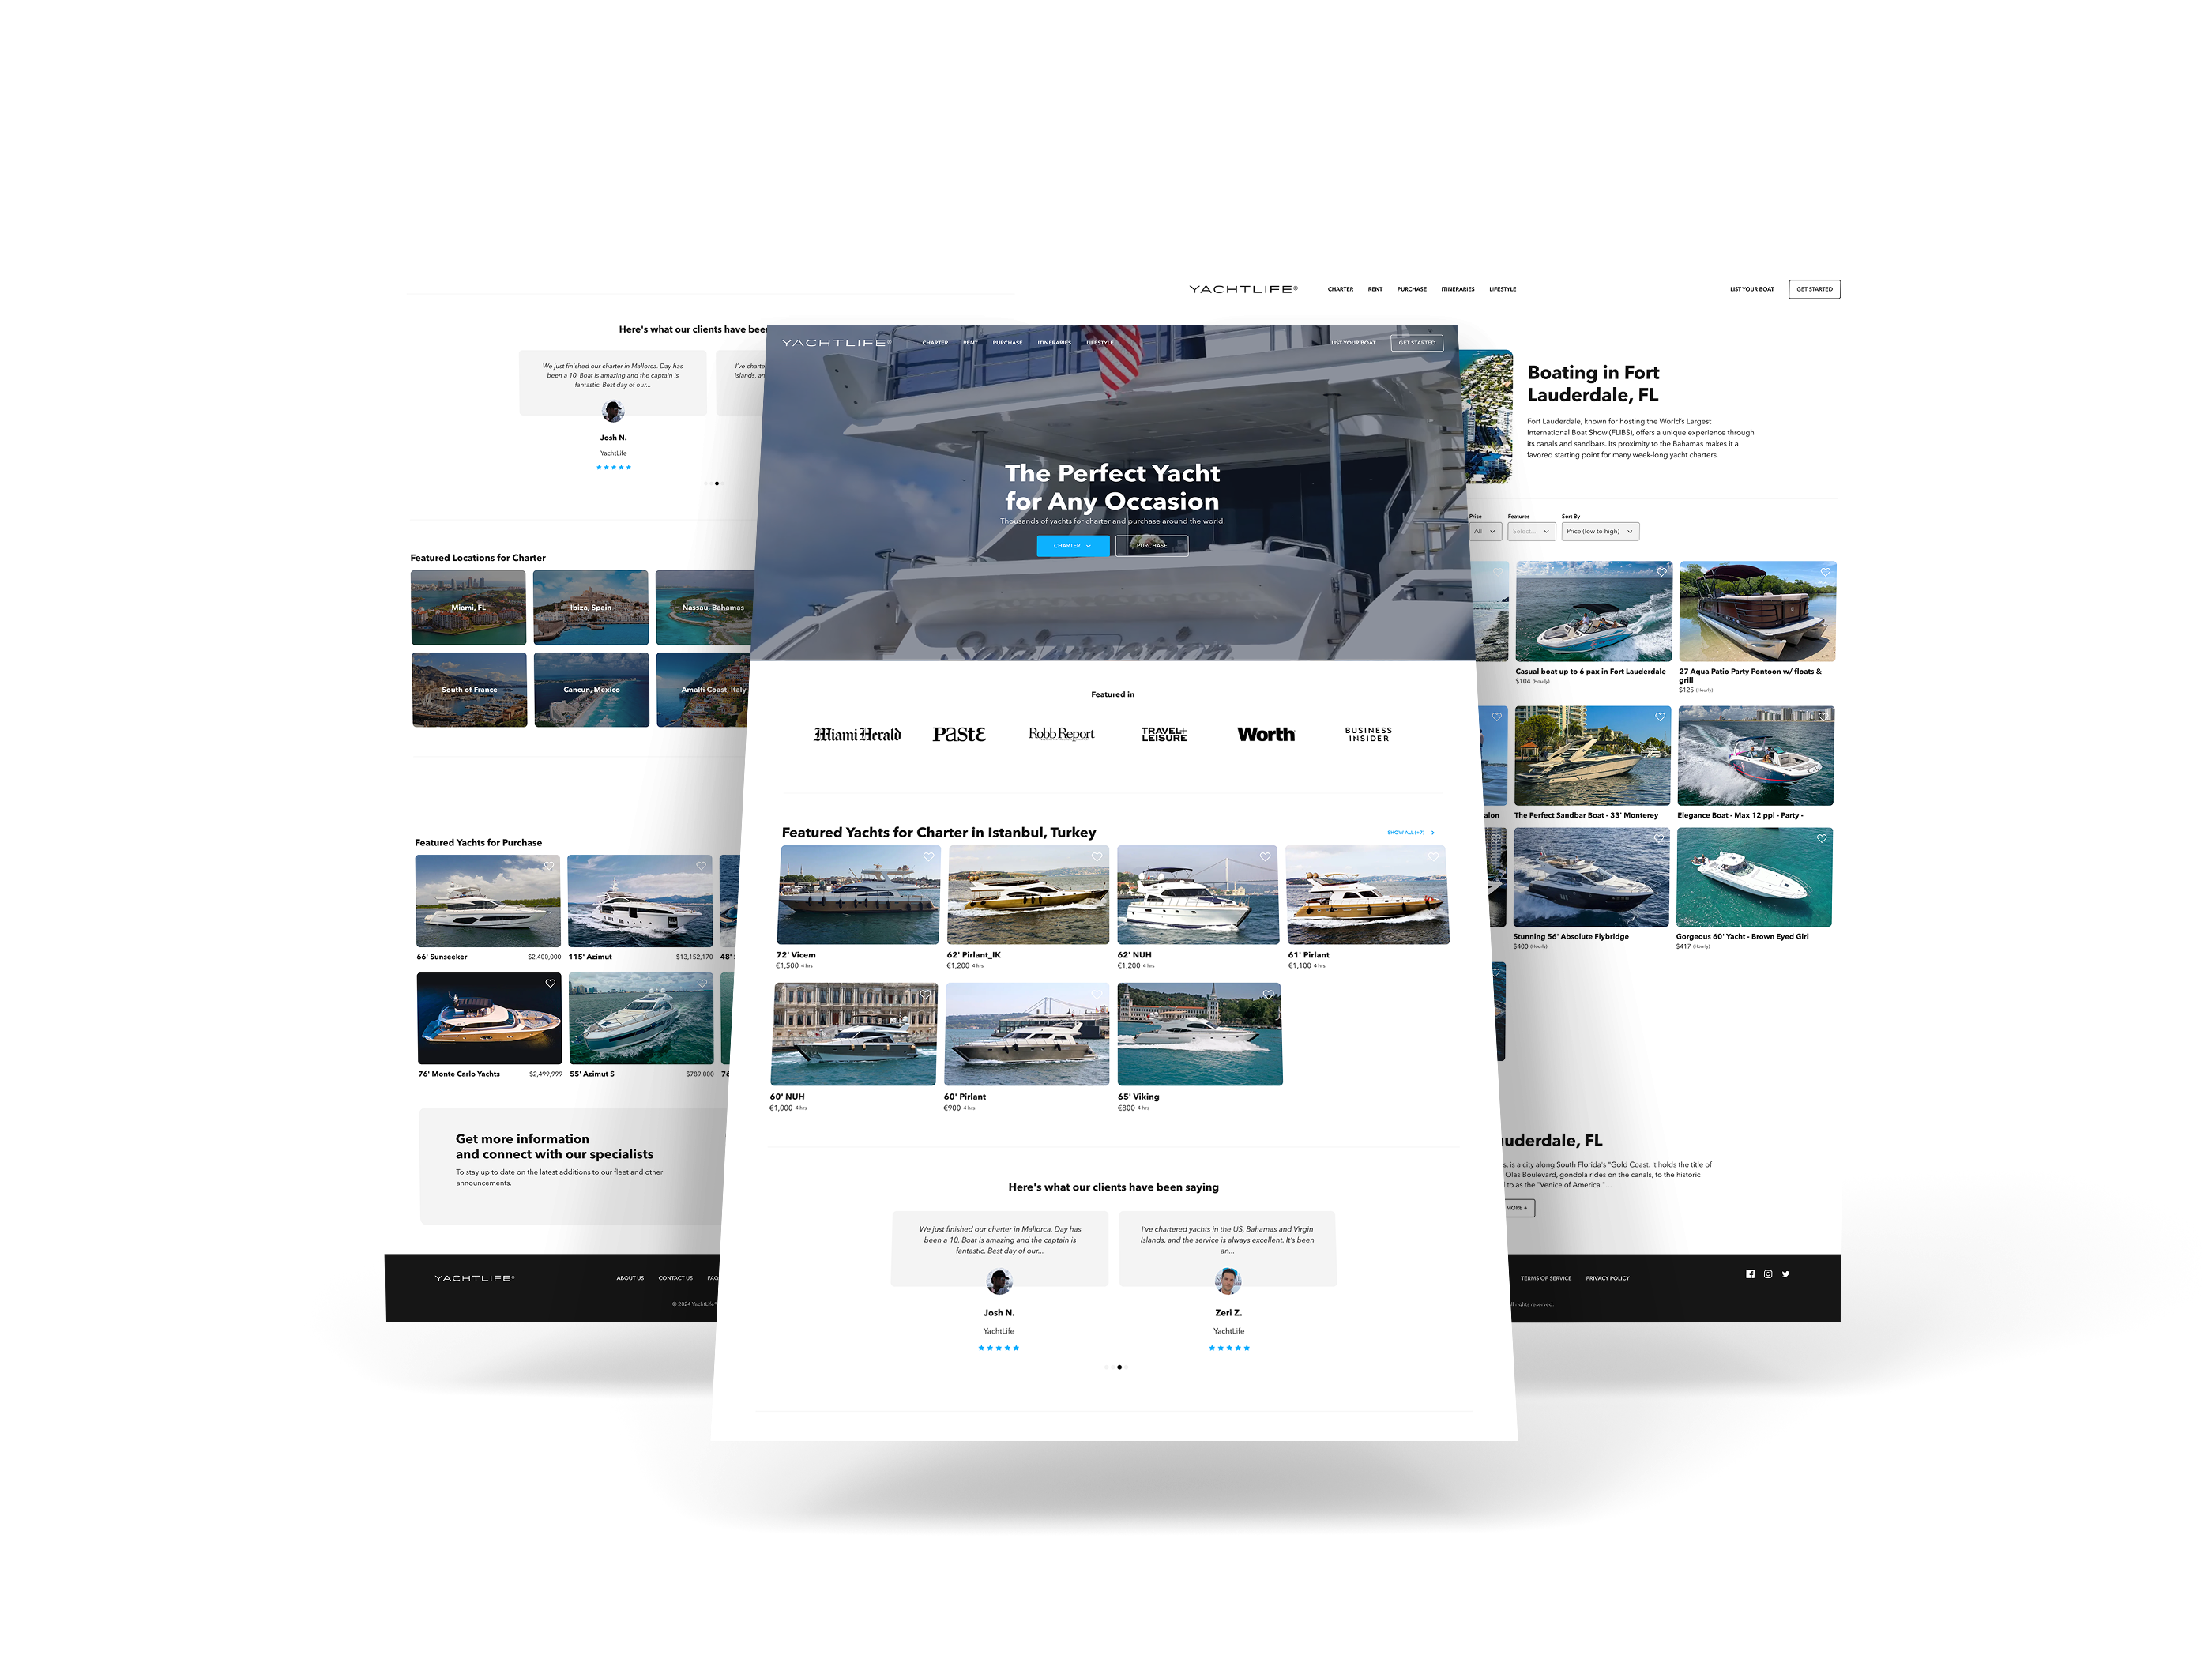 Here's what our clients have been
We just finished our charter in Mallorca. Day has
been a 10. Boat is amazing and the captain is
fantastic. Best day of our...
I've
Islands,
Josh N.
YachtLife
Featured Locations for Charter
Miami, FL
Ibiza, Spain
Nassau, Bahamas
South of France
Cancun, Mexico
Amalfi Coast, Italy
Featured Yachts for Purchase
66' Sunseeker
$2,400,000
115' Azimut
$13,152,170
48'
76' Monte Carlo Yachts
$2,499,999
55' Azimut S
$789,000
76
Get more information
and connect with our specialists
To stay up to date on the latest additions to our fleet and other
announcements.
YACHTLIFE®
ABOUT US
CONTACT US
FAQ
© 2024 YachtLife
YACHTLIFE®
CHARTER
RENT
PURCHASE
ITINERARIES
LIFESTYLE
LIST YOUR BOAT
GET STARTED
The Perfect Yacht
for Any Occasion
Thousands of yachts for charter and purchase around the world.
CHARTER
PURCHASE
Featured in
Miami Herald
PASTE
Robb Report
TRAVEL+
LEISURE
Worth
BUSINESS
INSIDER
Featured Yachts for Charter in Istanbul, Turkey
SHOW ALL (+7)
72' Vicem
€1,500 4 hrs
62' Pirlant_IK
€1,200 4 hrs
62' NUH
€1,200 4 hrs
61' Pirlant
€1,100 4 hrs
60' NUH
€1,000 4 hrs
60' Pirlant
€900 4 hrs
65' Viking
€800 4 hrs
Here's what our clients have been saying
We just finished our charter in Mallorca. Day has
been a 10. Boat is amazing and the captain is
fantastic. Best day of our...
Josh N.
YachtLife
I've chartered yachts in the US, Bahamas and Virgin
Islands, and the service is always excellent. It's been
an...
Zeri Z.
YachtLife
YACHTLIFE®
CHARTER
RENT
PURCHASE
ITINERARIES
LIFESTYLE
LIST YOUR BOAT
GET STARTED
Boating in Fort
Lauderdale, FL
Fort Lauderdale, known for hosting the World's Largest
International Boat Show (FLIBS), offers a unique experience through
its canals and sandbars. Its proximity to the Bahamas makes it a
favored starting point for many week-long yacht charters.
Price
Features
Sort By
All
Select...
Price (low to high)
Casual boat up to 6 pax in Fort Lauderdale
$104 (Hourly)
27 Aqua Patio Party Pontoon w/ floats &
grill
$125 (Hourly)
alon
The Perfect Sandbar Boat - 33' Monterey
Elegance Boat - Max 12 ppl - Party -
Stunning 56' Absolute Flybridge
$400 (Hourly)
Gorgeous 60' Yacht - Brown Eyed Girl
$417 (Hourly)
uderdale, FL
s, is a city along South Florida's "Gold Coast. It holds the title of
Olas Boulevard, gondola rides on the canals, to the historic
to as the "Venice of America."...
MORE +
TERMS OF SERVICE
PRIVACY POLICY
rights reserved.